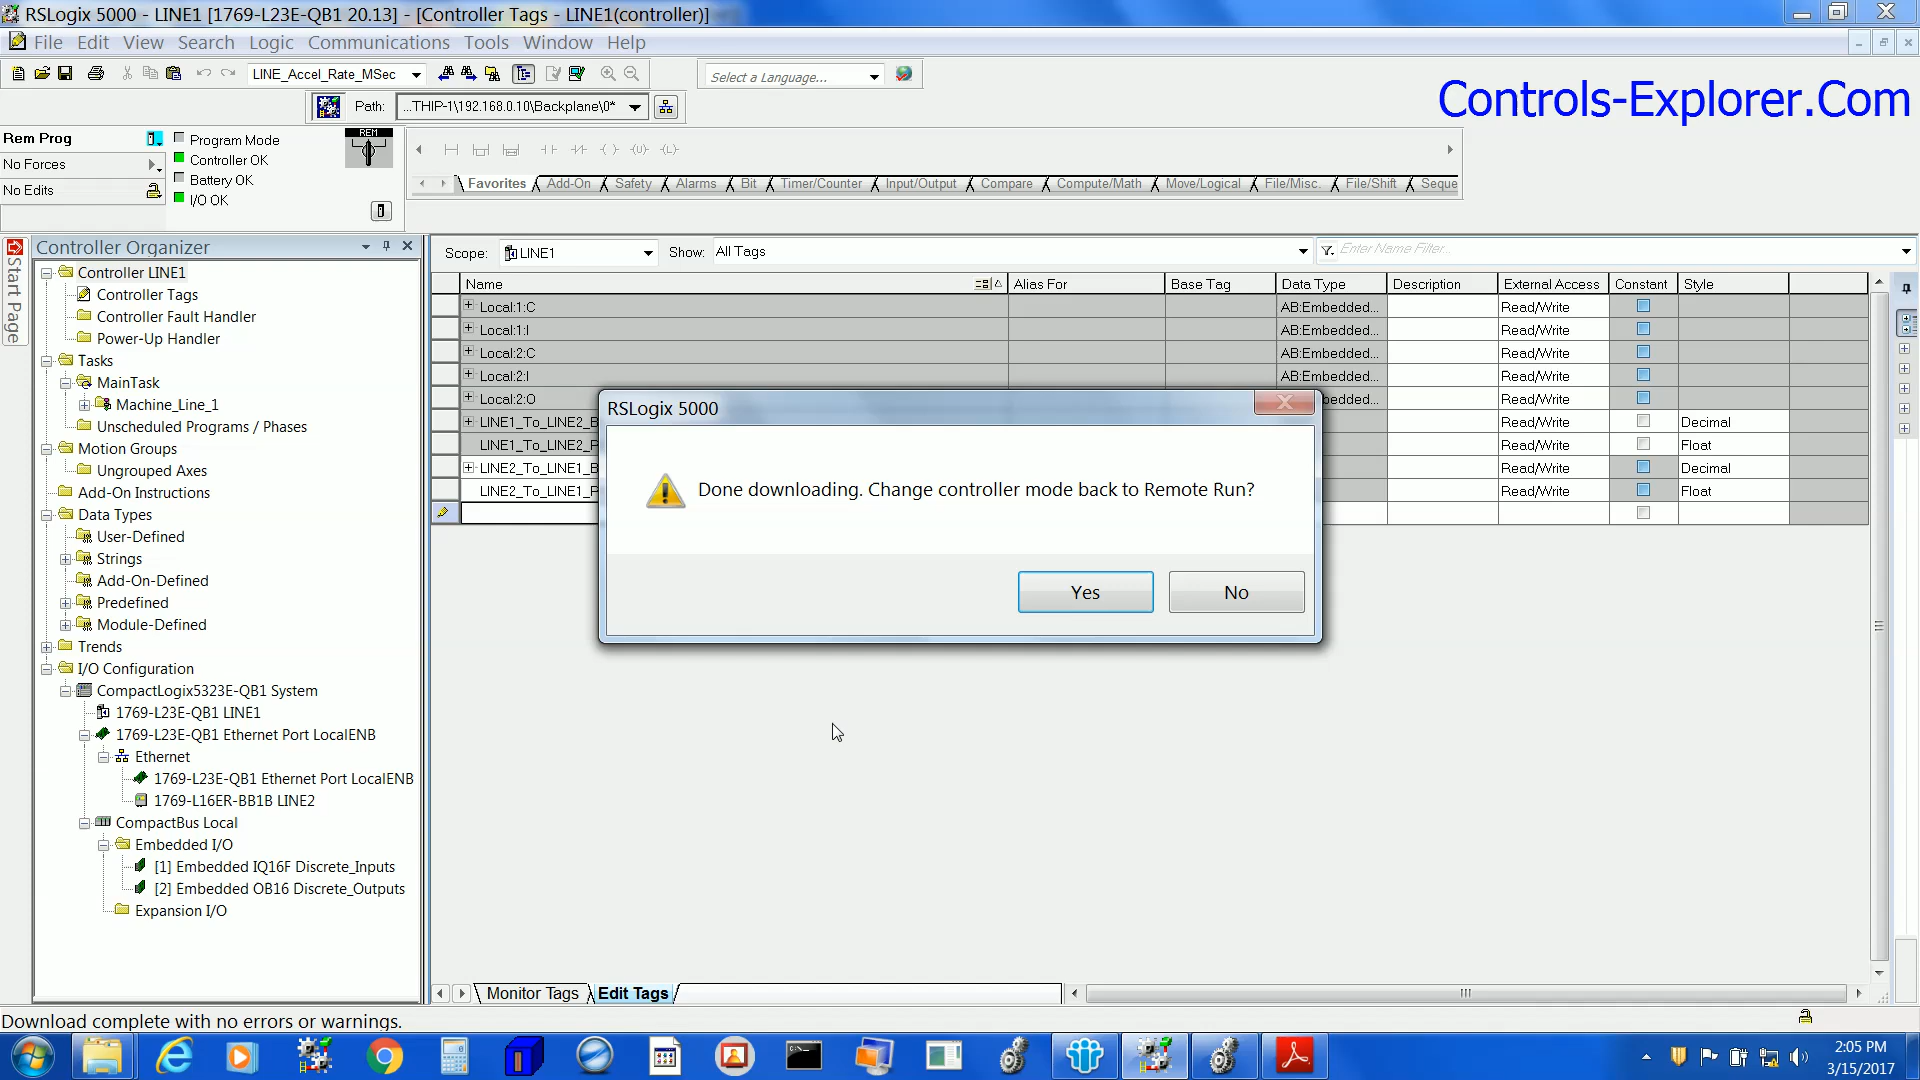 RSLogix 5000 - LINE1 [1769-L23E-QB1 20.13] - [Controller Tags - LINE1(controller)]
File Edit View Search Logic Communications Tools Window Help
LINE_Accel_Rate_MSec
Select a Language...
Path: ...THIP-1\192.168.0.10\Backplane\0*
Controls-Explorer.Com
Rem Prog
Program Mode
REM
No Forces
Controller OK
Battery OK
No Edits
I/O OK
Favorites Add-On Safety Alarms Bit Timer/Counter Input/Output Compare Compute/Math Move/Logical File/Misc. File/Shift Seque
Start Page
Controller Organizer
Controller LINE1
Controller Tags
Controller Fault Handler
Power-Up Handler
Tasks
MainTask
Machine_Line_1
Unscheduled Programs / Phases
Motion Groups
Ungrouped Axes
Add-On Instructions
Data Types
User-Defined
Strings
Add-On-Defined
Predefined
Module-Defined
Trends
I/O Configuration
CompactLogix5323E-QB1 System
1769-L23E-QB1 LINE1
1769-L23E-QB1 Ethernet Port LocalENB
Ethernet
1769-L23E-QB1 Ethernet Port LocalENB
1769-L16ER-BB1B LINE2
CompactBus Local
Embedded I/O
[1] Embedded IQ16F Discrete_Inputs
[2] Embedded OB16 Discrete_Outputs
Expansion I/O
Scope: LINE1 Show: All Tags Enter Name Filter...
Name Alias For Base Tag Data Type Description External Access Constant Style
Local:1:C AB:Embedded... Read/Write
Local:1:I AB:Embedded... Read/Write
Local:2:C AB:Embedded... Read/Write
Local:2:I AB:Embedded... Read/Write
Local:2:O bedded... Read/Write
LINE1_To_LINE2_B Read/Write Decimal
LINE1_To_LINE2_P Read/Write Float
LINE2_To_LINE1_B Read/Write Decimal
LINE2_To_LINE1_P Read/Write Float
RSLogix 5000
Done downloading. Change controller mode back to Remote Run?
Yes No
Monitor Tags Edit Tags
Download complete with no errors or warnings.
2:05 PM
3/15/2017